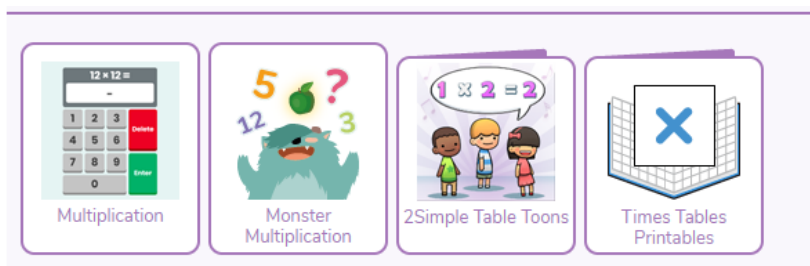 12 × 12 =
-
1 2 3 Delete
4 5 6
7 8 9 Enter
0
Multiplication
5 ?
12 3
Monster
Multiplication
1 x 2 = 2
2Simple Table Toons
×
Times Tables
Printables